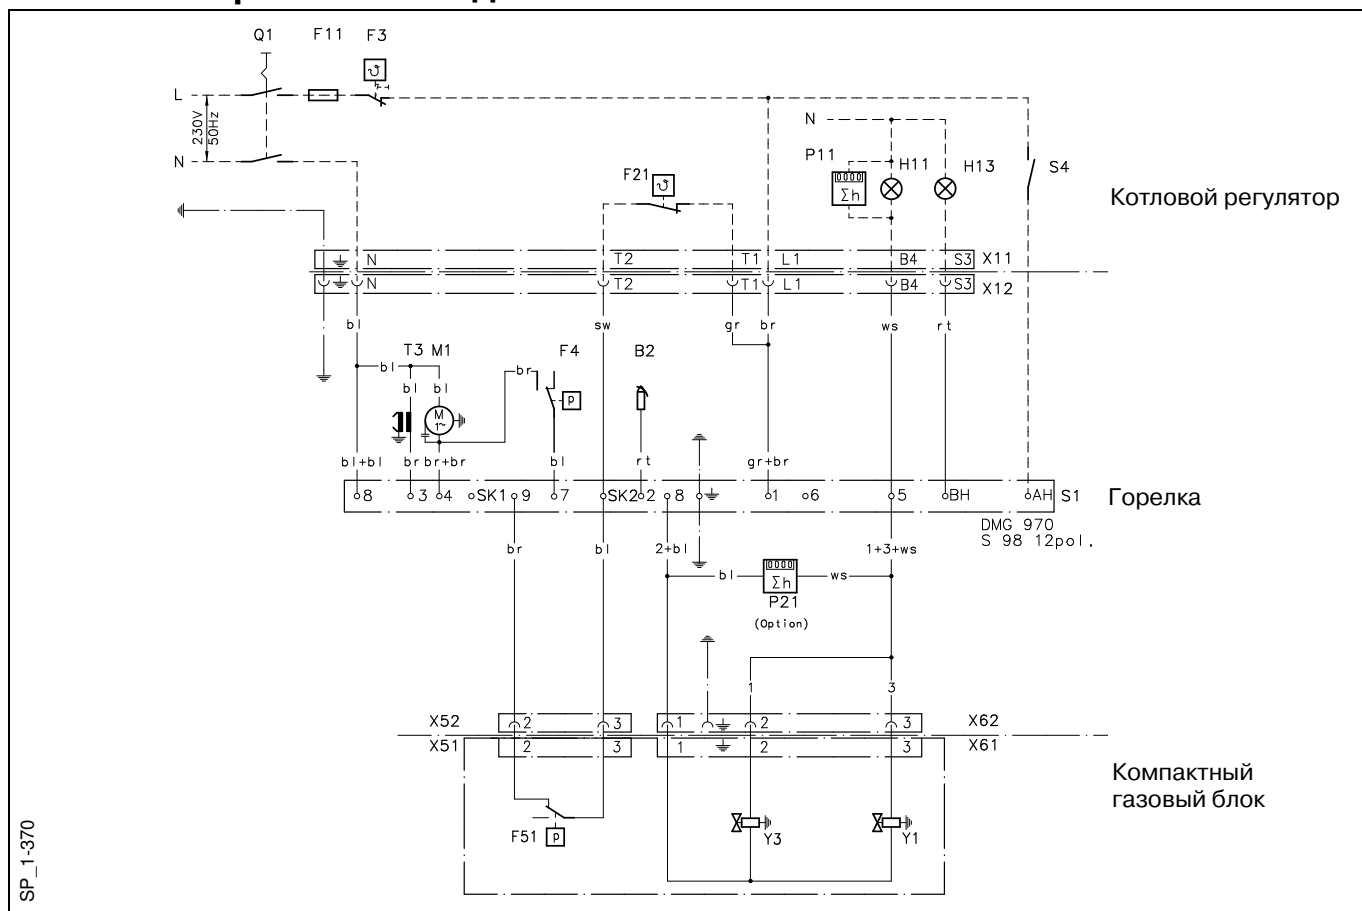 Q1 F11 F3
L
230V
50Hz
N
N
P11
0000
Σh
H11
H13
S4
F21
ϑ
ϑ
Котловой регулятор
N T2 T1 L1 B4 S3 X11
N T2 T1 L1 B4 S3 X12
bl sw gr br ws rt
T3 M1 F4 B2
bl br
bl bl
M
1~
p
bl+bl br br+br bl rt gr+br
8 3 4 SK1 9 7 SK2 2 8 1 6 5 BH AH S1
Горелка
DMG 970
S 98 12pol.
br bl 2+bl 1+3+ws
0000
bl Σh ws
P21
(Option)
1 3
X52 2 3 1 2 3 X62
X51 2 3 1 2 3 X61
Компактный
газовый блок
F51 p
Y3 Y1
SP_1-370